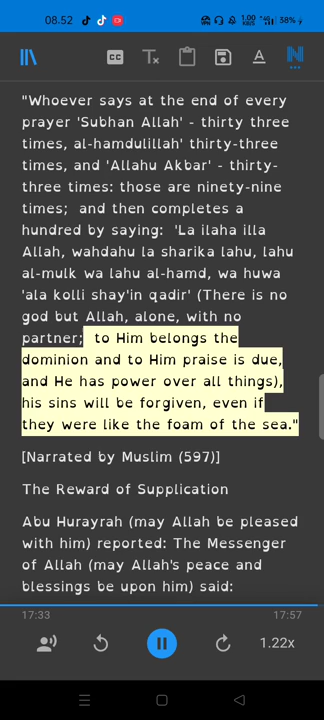 08.52
1.00 KB/S
38%
CC
"Whoever says at the end of every
prayer 'Subhan Allah' - thirty three
times, al-hamdulillah' thirty-three
times, and 'Allahu Akbar' - thirty-
three times: those are ninety-nine
times;  and then completes a
hundred by saying:  'La ilaha illa
Allah, wahdahu la sharika lahu, lahu
al-mulk wa lahu al-hamd, wa huwa
'ala kolli shay'in qadir' (There is no
god but Allah, alone, with no
partner;  to Him belongs the
dominion and to Him praise is due,
and He has power over all things),
his sins will be forgiven, even if
they were like the foam of the sea."
[Narrated by Muslim (597)]
The Reward of Supplication
Abu Hurayrah (may Allah be pleased
with him) reported: The Messenger
of Allah (may Allah's peace and
blessings be upon him) said:
17:33
17:57
1.22x